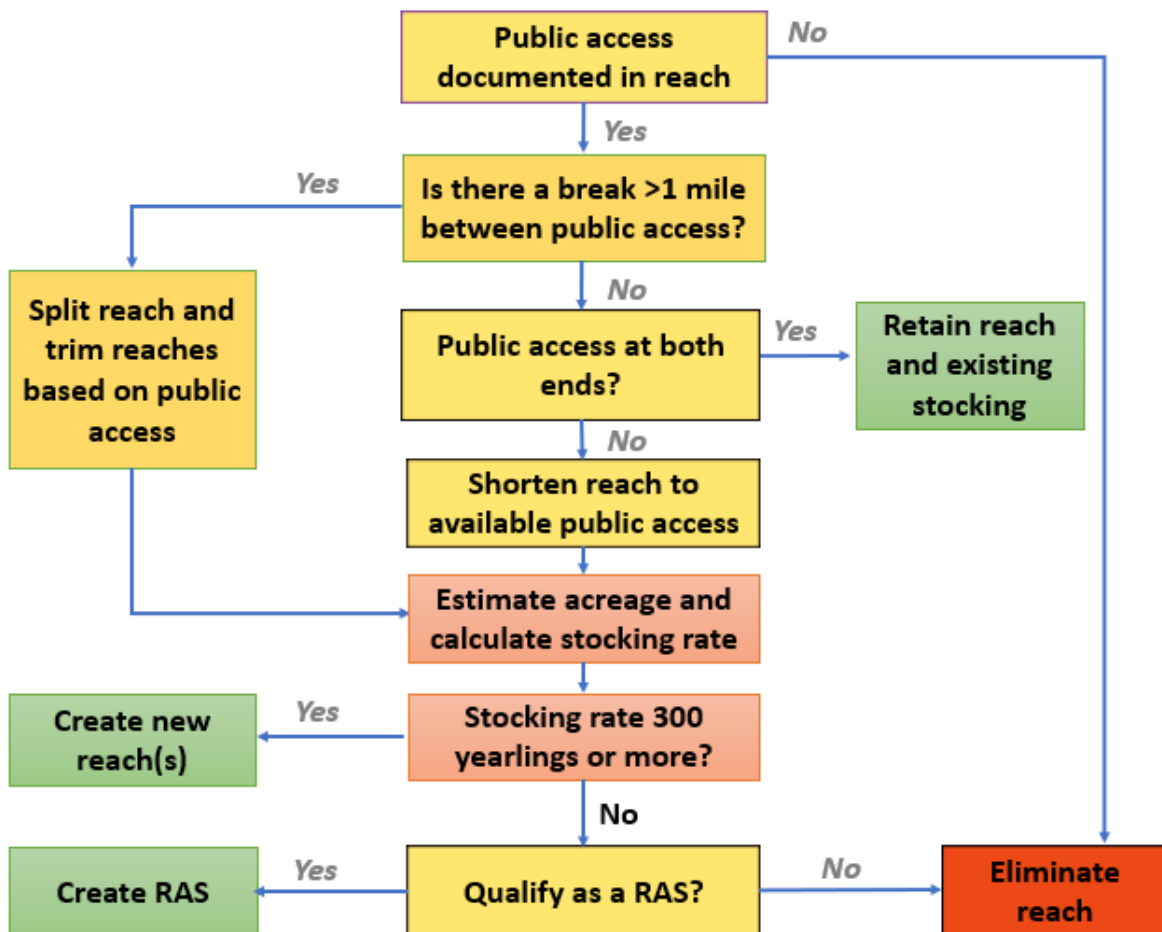 Public access
documented in reach
No
Yes
Is there a break >1 mile
between public access?
Yes
No
Split reach and
trim reaches
based on public
access
Public access at both
ends?
Yes
Retain reach
and existing
stocking
No
Shorten reach to
available public access
Estimate acreage and
calculate stocking rate
Stocking rate 300
yearlings or more?
Yes
Create new
reach(s)
No
Qualify as a RAS?
Yes
Create RAS
No
Eliminate
reach